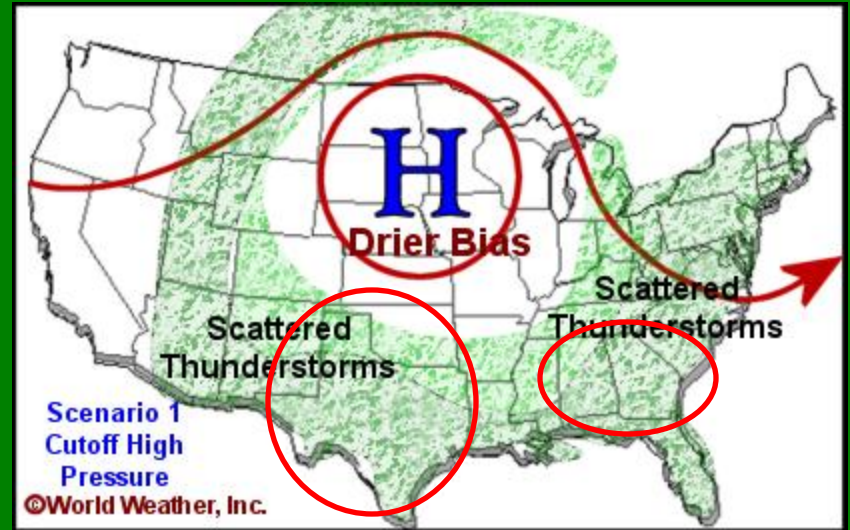 H
Drier Bias
Scattered
Thunderstorms
Scattered
Thunderstorms
Scenario 1
Cutoff High
Pressure
©World Weather, Inc.